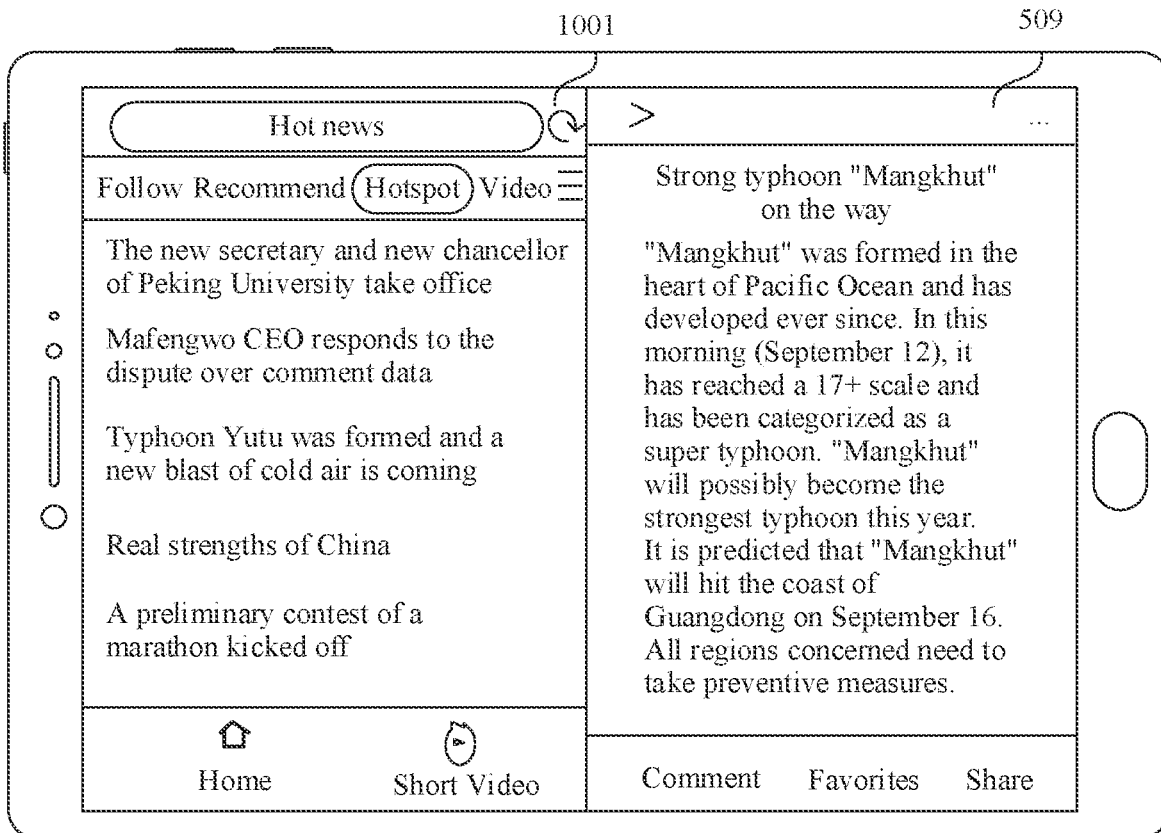 1001
509
Hot news
Follow Recommend Hotspot Video
The new secretary and new chancellor
of Peking University take office
Mafengwo CEO responds to the
dispute over comment data
Typhoon Yutu was formed and a
new blast of cold air is coming
Real strengths of China
A preliminary contest of a
marathon kicked off
Home
Short Video
> ...
Strong typhoon "Mangkhut"
on the way
"Mangkhut" was formed in the
heart of Pacific Ocean and has
developed ever since. In this
morning (September 12), it
has reached a 17+ scale and
has been categorized as a
super typhoon. "Mangkhut"
will possibly become the
strongest typhoon this year.
It is predicted that "Mangkhut"
will hit the coast of
Guangdong on September 16.
All regions concerned need to
take preventive measures.
Comment Favorites Share